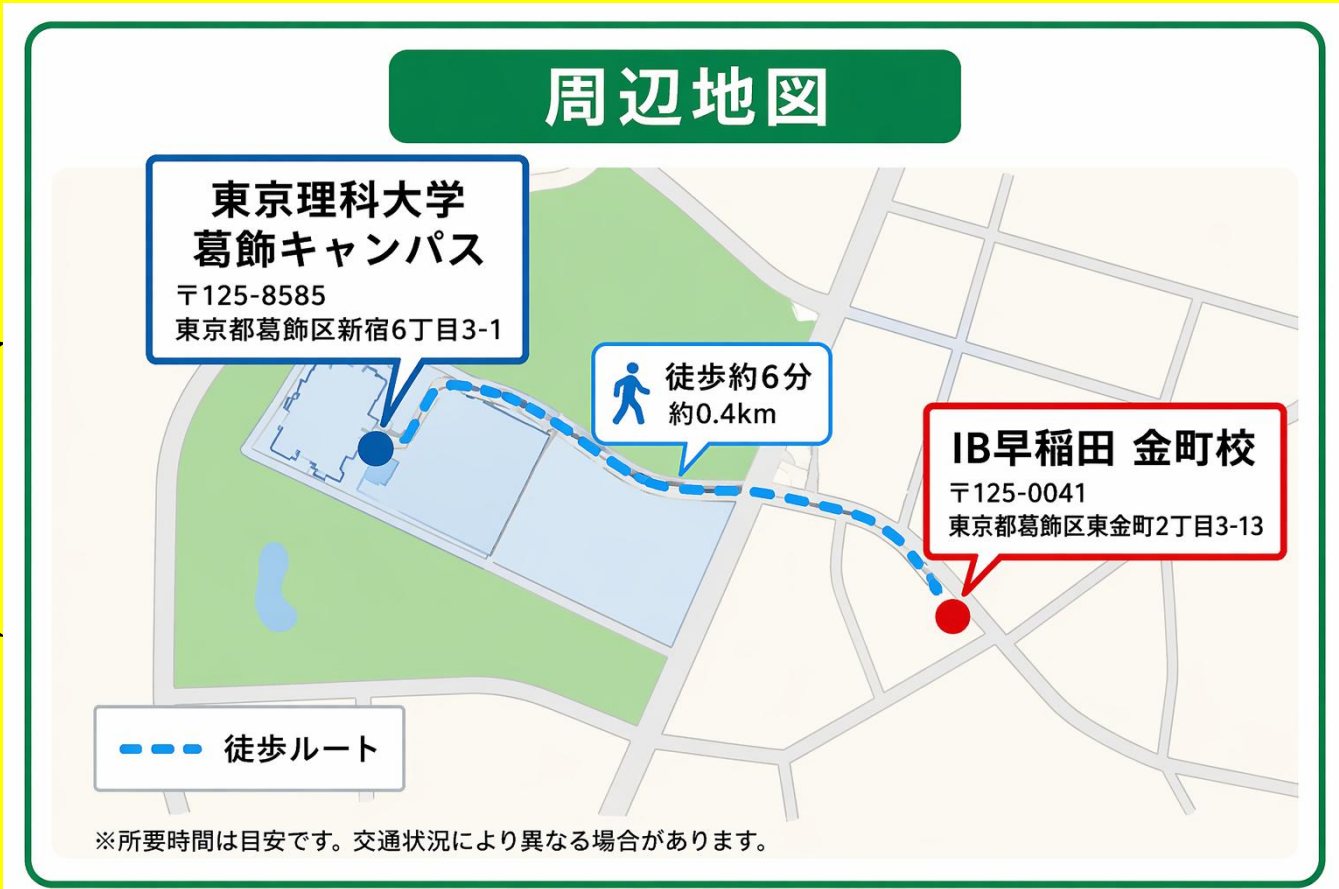 周辺地図
東京理科大学
葛飾キャンパス
〒125-8585
東京都葛飾区新宿6丁目3-1
徒歩約6分
約0.4km
IB早稲田 金町校
〒125-0041
東京都葛飾区東金町2丁目3-13
徒歩ルート
※所要時間は目安です。交通状況により異なる場合があります。